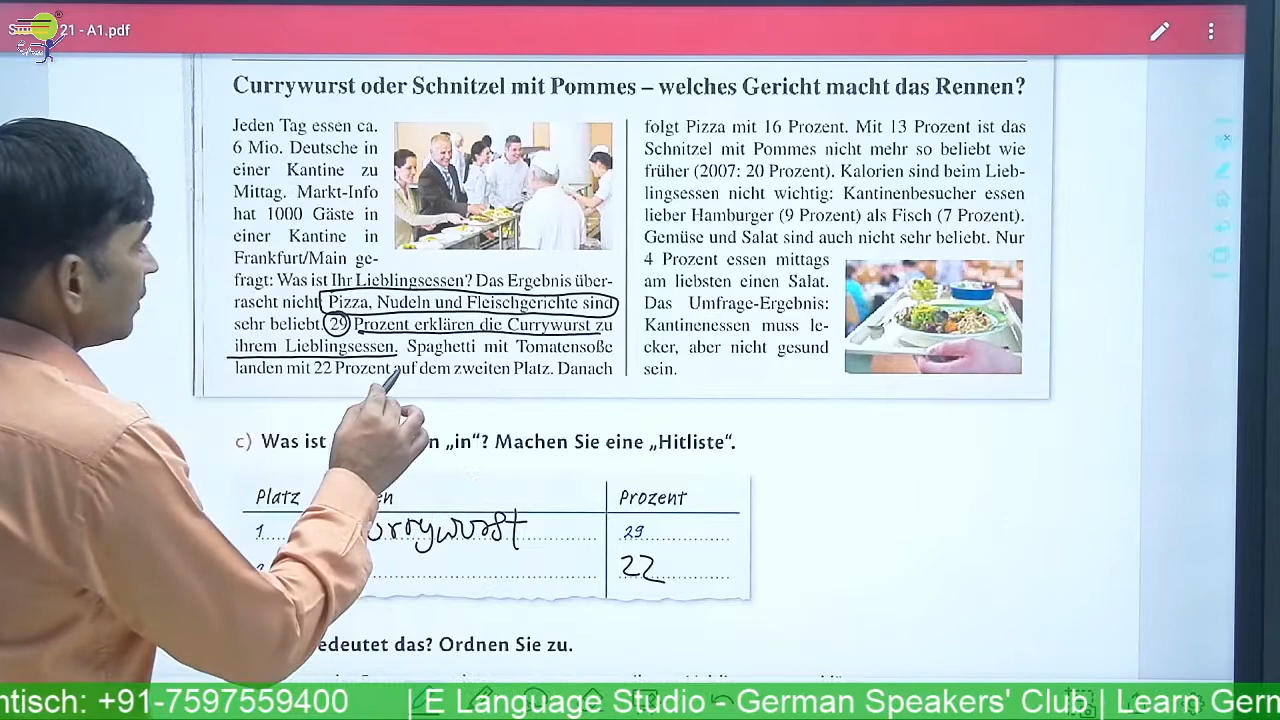 21 - A1.pdf
Currywurst oder Schnitzel mit Pommes – welches Gericht macht das Rennen?
Jeden Tag essen ca.
6 Mio. Deutsche in
einer Kantine zu
Mittag. Markt-Info
hat 1000 Gäste in
einer Kantine in
Frankfurt/Main ge-
fragt: Was ist Ihr Lieblingsessen? Das Ergebnis über-
rascht nicht: Pizza, Nudeln und Fleischgerichte sind
sehr beliebt. 29 Prozent erklären die Currywurst zu
ihrem Lieblingsessen. Spaghetti mit Tomatensoße
landen mit 22 Prozent auf dem zweiten Platz. Danach
folgt Pizza mit 16 Prozent. Mit 13 Prozent ist das
Schnitzel mit Pommes nicht mehr so beliebt wie
früher (2007: 20 Prozent). Kalorien sind beim Lieb-
lingsessen nicht wichtig: Kantinenbesucher essen
lieber Hamburger (9 Prozent) als Fisch (7 Prozent).
Gemüse und Salat sind auch nicht sehr beliebt. Nur
4 Prozent essen mittags
am liebsten einen Salat.
Das Umfrage-Ergebnis:
Kantinenessen muss le-
cker, aber nicht gesund
sein.
c) Was ist „in“? Machen Sie eine „Hitliste“.
Platz Prozent
1. urrywurst 29
22
edeutet das? Ordnen Sie zu.
ntisch: +91-7597559400 |E Language Studio - German Speakers' Club | Learn Gern